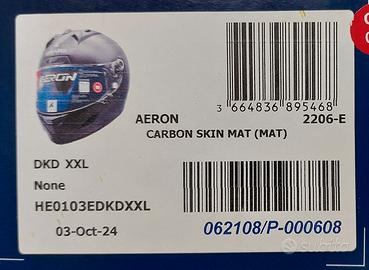 AERON
3 664836 895468
AERON
2206-E
CARBON SKIN MAT (MAT)
DKD XXL
None
HE0103EDKDXXL
03-Oct-24
062108/P-000608
subito